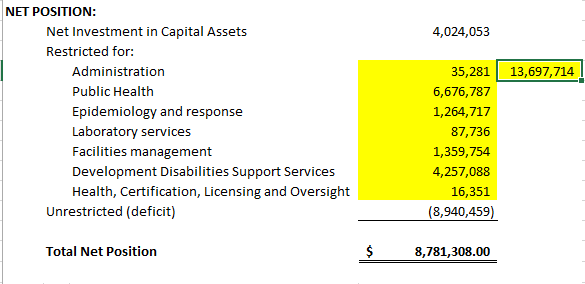 NET POSITION:
Net Investment in Capital Assets 4,024,053
Restricted for:
Administration 35,281 13,697,714
Public Health 6,676,787
Epidemiology and response 1,264,717
Laboratory services 87,736
Facilities management 1,359,754
Development Disabilities Support Services 4,257,088
Health, Certification, Licensing and Oversight 16,351
Unrestricted (deficit) (8,940,459)
Total Net Position $ 8,781,308.00